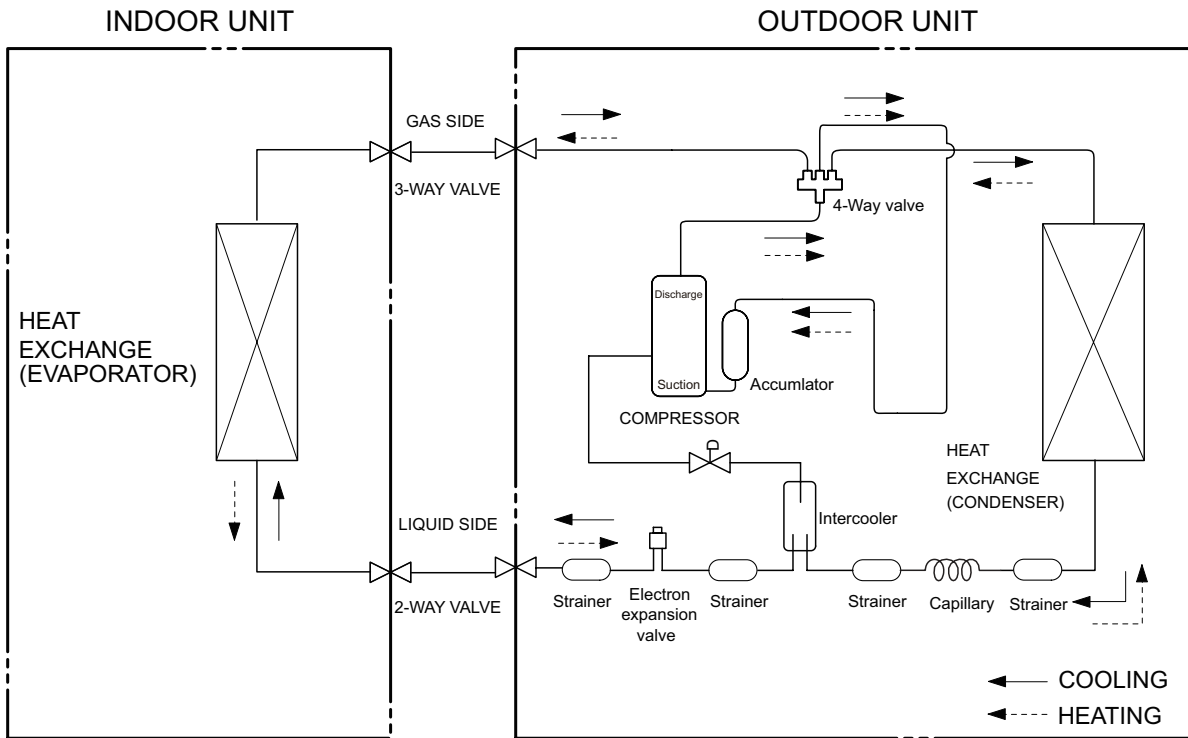 INDOOR UNIT
OUTDOOR UNIT
GAS SIDE
3-WAY VALVE
4-Way valve
HEAT
EXCHANGE
(EVAPORATOR)
Discharge
Suction
Accumlator
COMPRESSOR
HEAT
EXCHANGE
(CONDENSER)
Intercooler
LIQUID SIDE
2-WAY VALVE
Strainer
Electron
expansion
valve
Strainer
Strainer
Capillary
Strainer
COOLING
HEATING